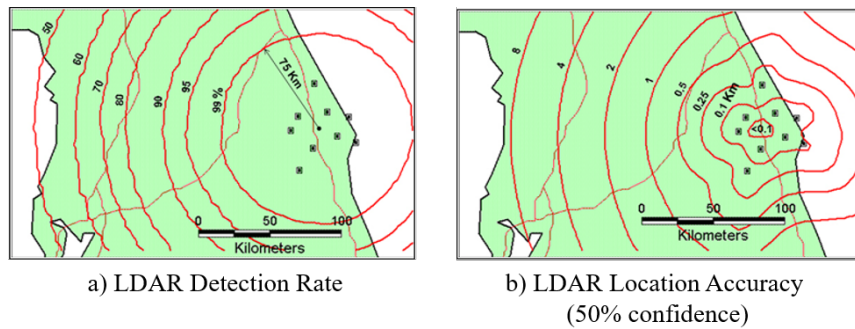 50
60
70
80
90
95
99 %
75 Km
0 50 100
Kilometers
a) LDAR Detection Rate
8
4
2
1
0.5
0.25
0.1 Km
<0.1
0 50 100
Kilometers
b) LDAR Location Accuracy
(50% confidence)